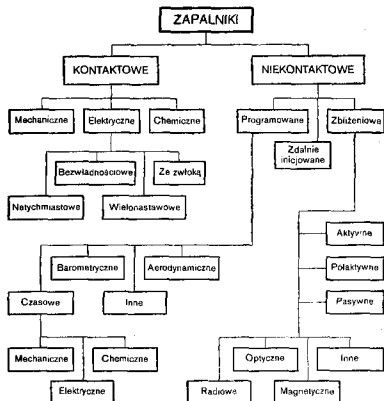 ZAPALNIKI
KONTAKTOWE
NIEKONTAKTOWE
Mechaniczne
Elektryczne
Chemiczne
Programowane
Zbliżeniowe
Zdalnie
inicjowane
Bezwładnościowe
Ze zwłoką
Natychmiastowe
Wielonastawowe
Aktywne
Barometryczne
Aerodynamiczne
Półaktywne
Czasowe
Inne
Pasywne
Mechaniczne
Chemiczne
Optyczne
Inne
Elektryczne
Radiowe
Magnetyczne